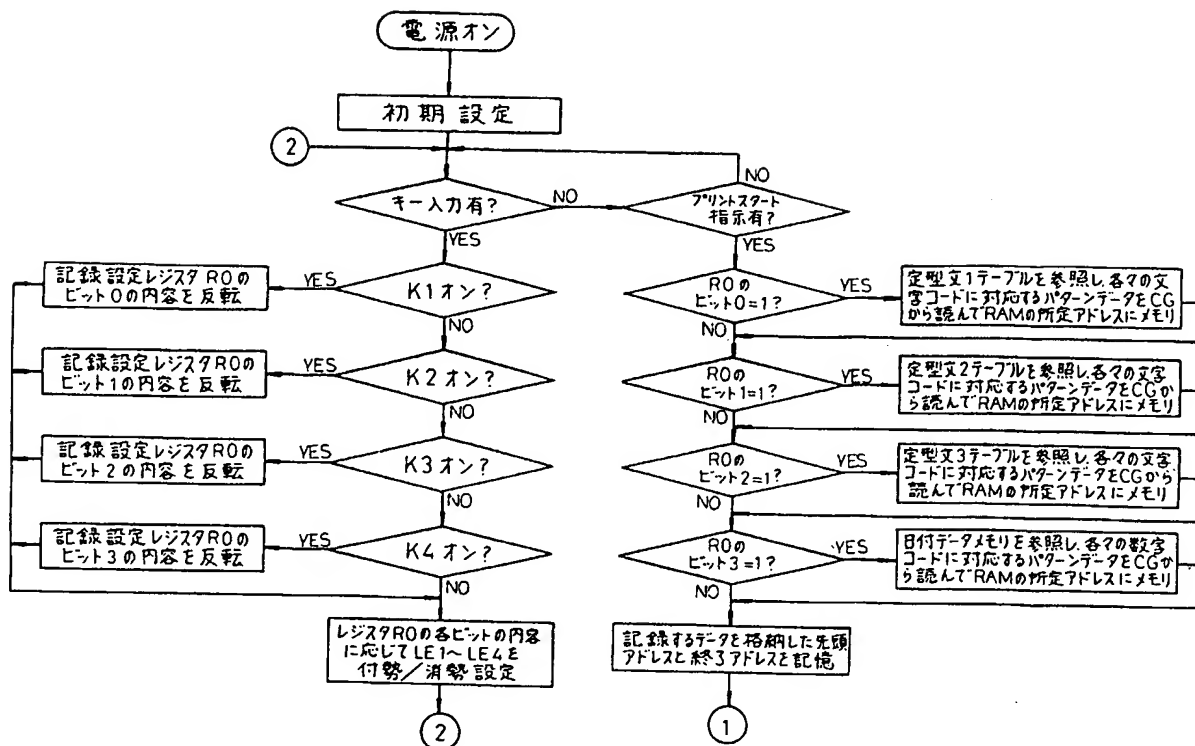 電源オン
初期設定
2
キー入力有?
NO
プリントスタート
指示有?
NO
YES
YES
記録設定レジスタR0の
ビット0の内容を反転
YES
K1オン?
NO
R0の
ビット0=1?
YES
NO
定型文1テーブルを参照し、各々の文
字コードに対応するパターンデータをCG
から読んでRAMの所定アドレスにメモリ
記録設定レジスタR0の
ビット1の内容を反転
YES
K2オン?
NO
R0の
ビット1=1?
YES
NO
定型文2テーブルを参照し、各々の文字
コードに対応するパターンデータをCGか
ら読んでRAMの所定アドレスにメモリ
記録設定レジスタR0の
ビット2の内容を反転
YES
K3オン?
NO
R0の
ビット2=1?
YES
NO
定型文3テーブルを参照し、各々の文字
コードに対応するパターンデータをCGから
読んでRAMの所定アドレスにメモリ
記録設定レジスタR0の
ビット3の内容を反転
YES
K4オン?
NO
R0の
ビット3=1?
YES
NO
日付データメモリを参照し、各々の数字
コードに対応するパターンデータをCGか
ら読んでRAMの所定アドレスにメモリ
レジスタR0の各ビットの内容
に応じてLE1~LE4を
付勢/消勢設定
2
記録するデータを格納した先頭
アドレスと終了アドレスを記憶
1